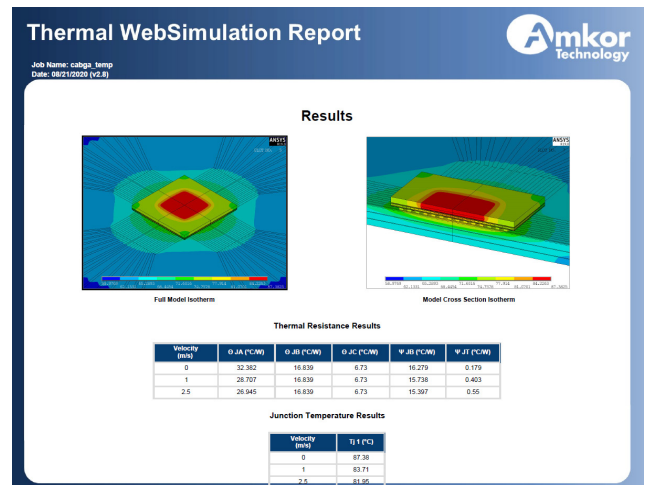 Thermal WebSimulation Report
Amkor
Technology
Job Name: cabga_temp
Date: 08/21/2020 (v2.8)
Results
ANSYS
ANSYS
Full Model Isotherm
Model Cross Section Isotherm
Thermal Resistance Results
Velocity (m/s) Θ JA (°C/W) Θ JB (°C/W) Θ JC (°C/W) Ψ JB (°C/W) Ψ JT (°C/W)
0 32.382 16.839 6.73 16.279 0.179
1 28.707 16.839 6.73 15.738 0.403
2.5 26.945 16.839 6.73 15.397 0.55
Junction Temperature Results
Velocity (m/s) Tj 1 (°C)
0 87.38
1 83.71
2.5 81.95